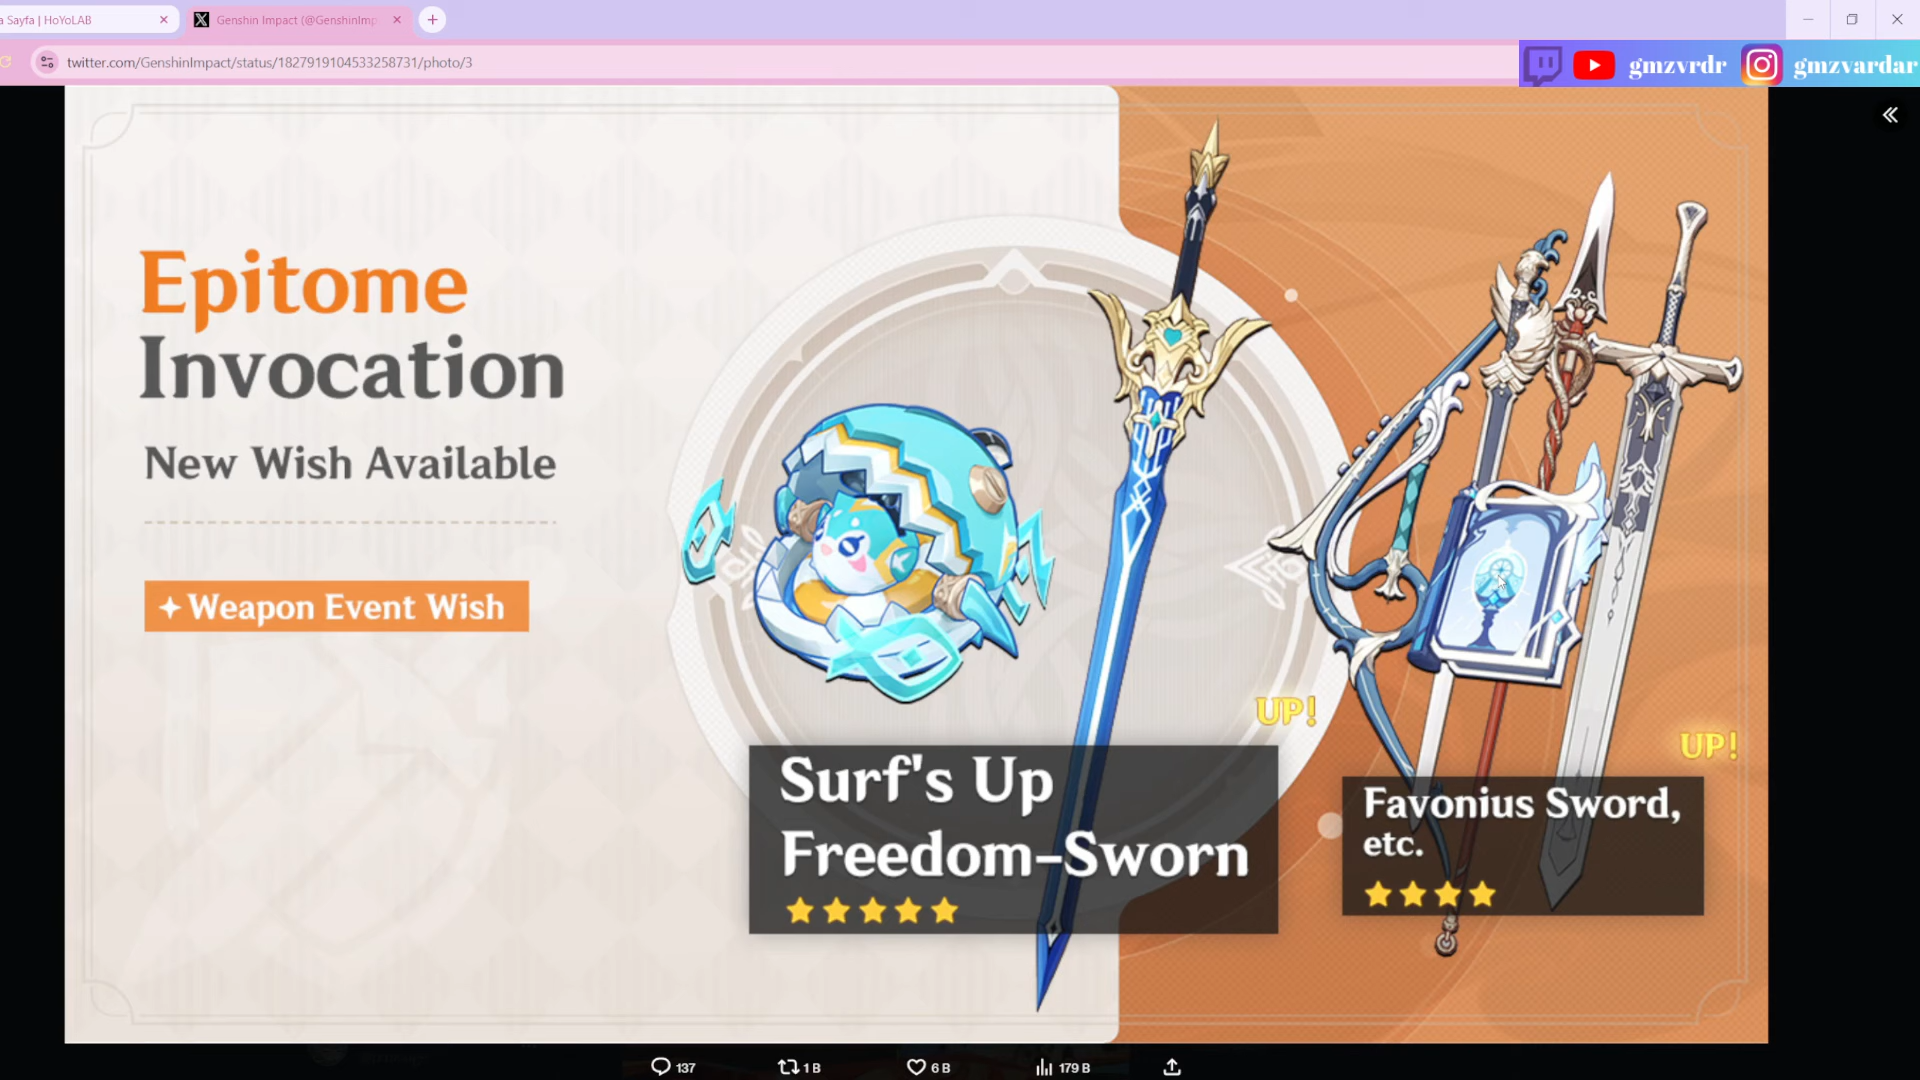 a Sayfa | HoYoLAB
Genshin Impact (@GenshinImp
twitter.com/GenshinImpact/status/1827919104533258731/photo/3
gmzvrdr
gmzvardar
Epitome
Invocation
New Wish Available
Weapon Event Wish
UP!
Surf's Up
Freedom-Sworn
UP!
Favonius Sword,
etc.
137
1 B
6 B
179 B